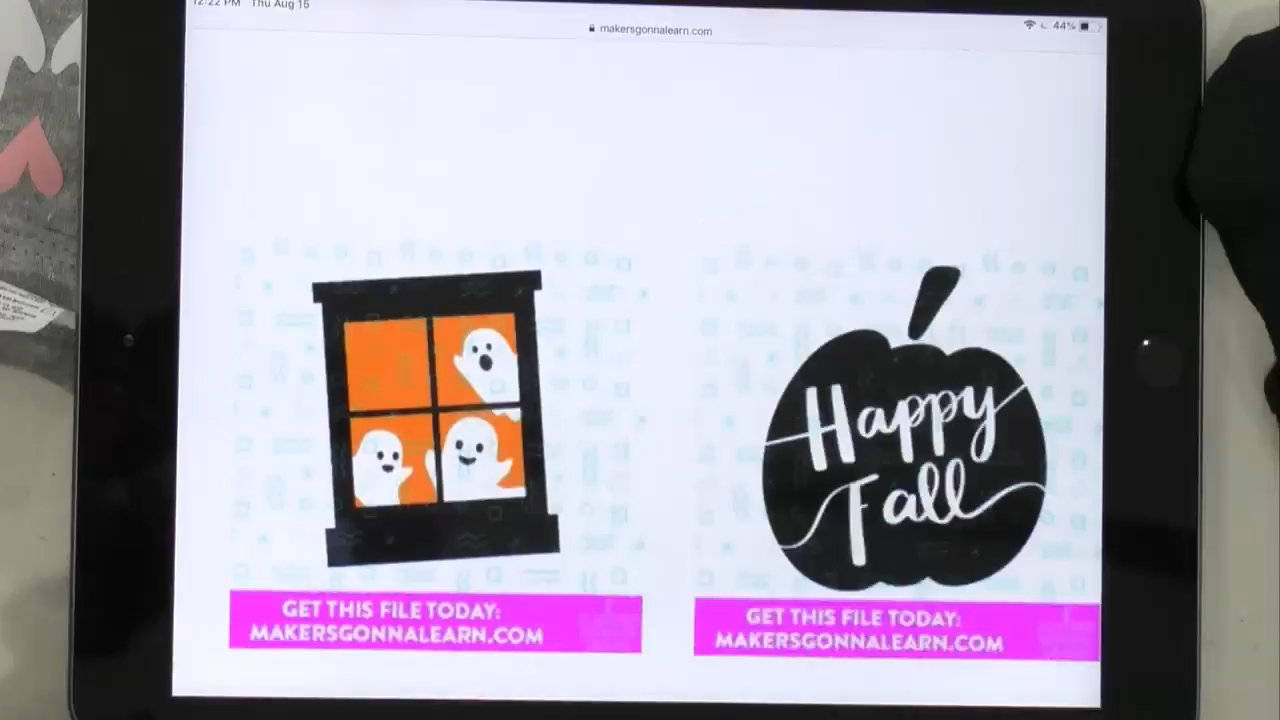 12:22 PM Thu Aug 15
makersgonnalearn.com
44%
Happy
Fall
GET THIS FILE TODAY:
MAKERSGONNALEARN.COM
GET THIS FILE TODAY:
MAKERSGONNALEARN.COM